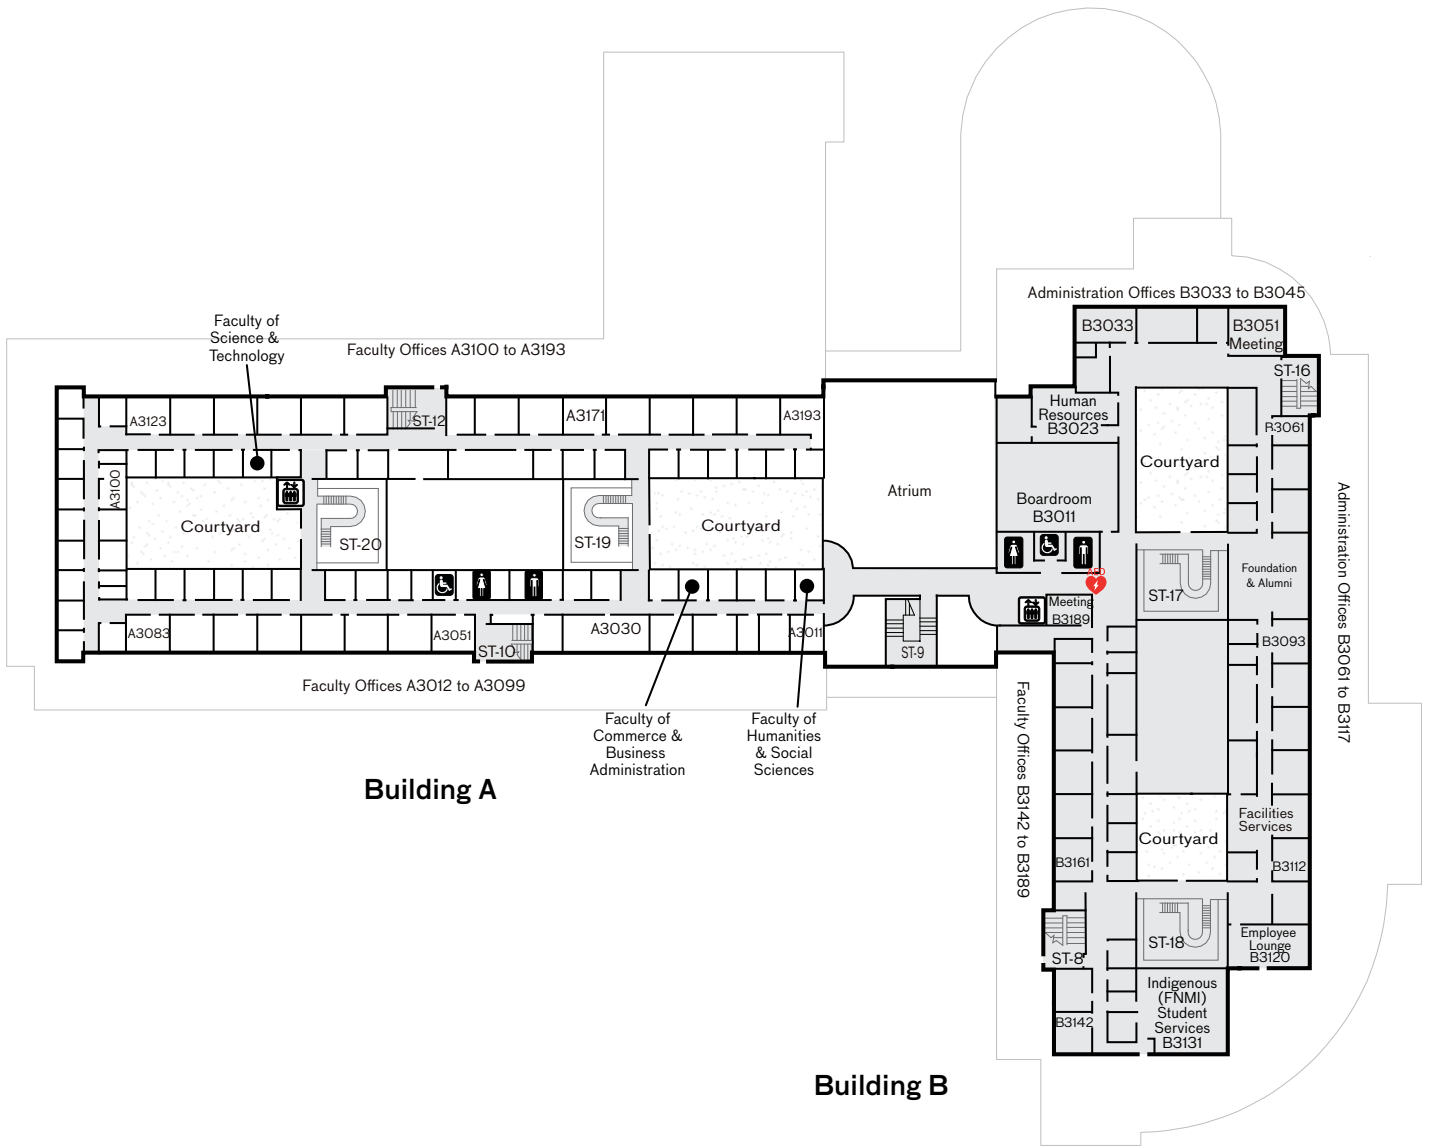 Administration Offices B3033 to B3045
B3033
B3051
Meeting
Faculty of
Science &
Technology
Faculty Offices A3100 to A3193
ST-16
A3123
ST-12
A3171
A3193
Human
Resources
B3023
B3061
A3100
Courtyard
ST-20
ST-19
Courtyard
Atrium
Boardroom
B3011
Courtyard
Administration Offices B3061 to B3117
AED
ST-17
Foundation
& Alumni
Meeting
B3189
A3083
A3051
ST-10
A3030
A3011
ST-9
B3093
Faculty Offices A3012 to A3099
Faculty Offices B3142 to B3189
Faculty of
Commerce &
Business
Administration
Faculty of
Humanities
& Social
Sciences
Building A
Facilities
Services
Courtyard
B3161
B3112
ST-18
ST-8
Employee
Lounge
B3120
Indigenous
(FNMI)
Student
Services
B3131
B3142
Building B